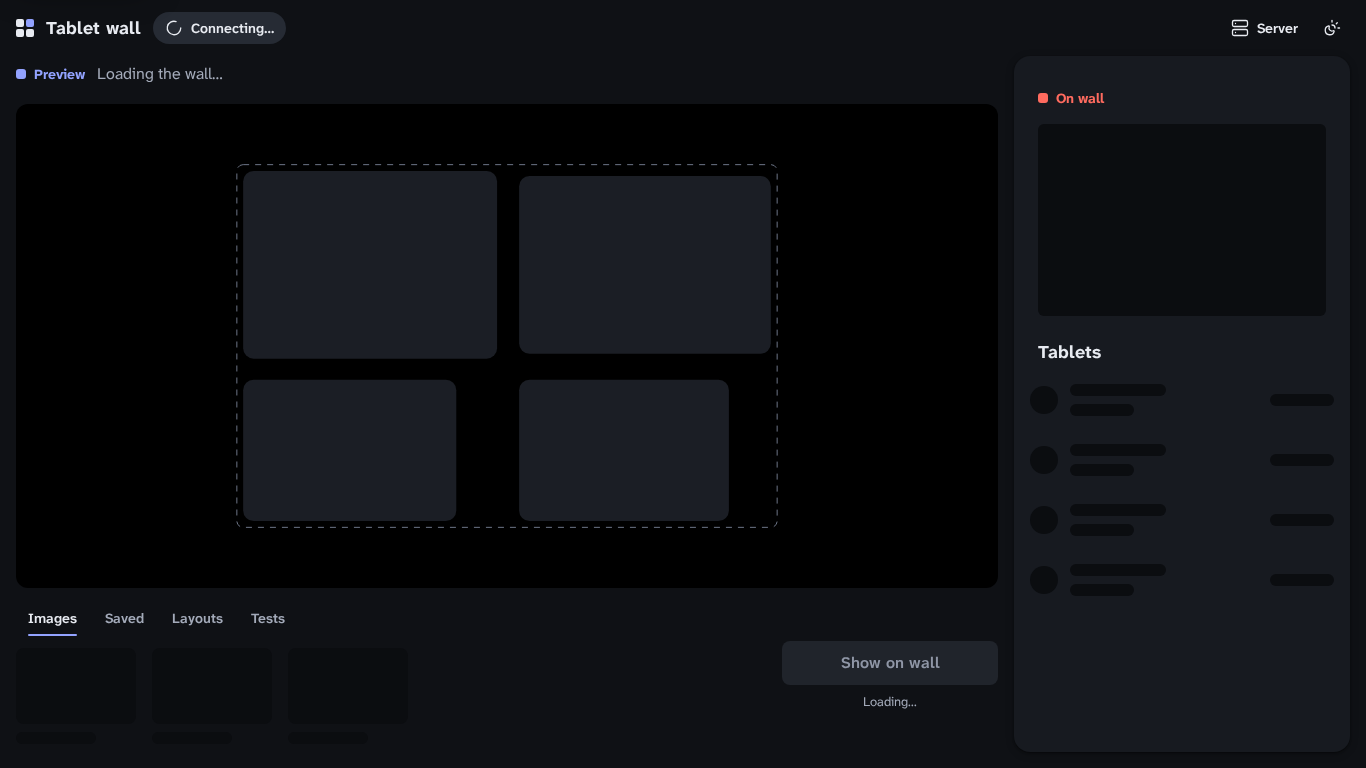 Tablet wall
Connecting...
Server
Preview
Loading the wall...
On wall
Tablets
Images
Saved
Layouts
Tests
Show on wall
Loading...